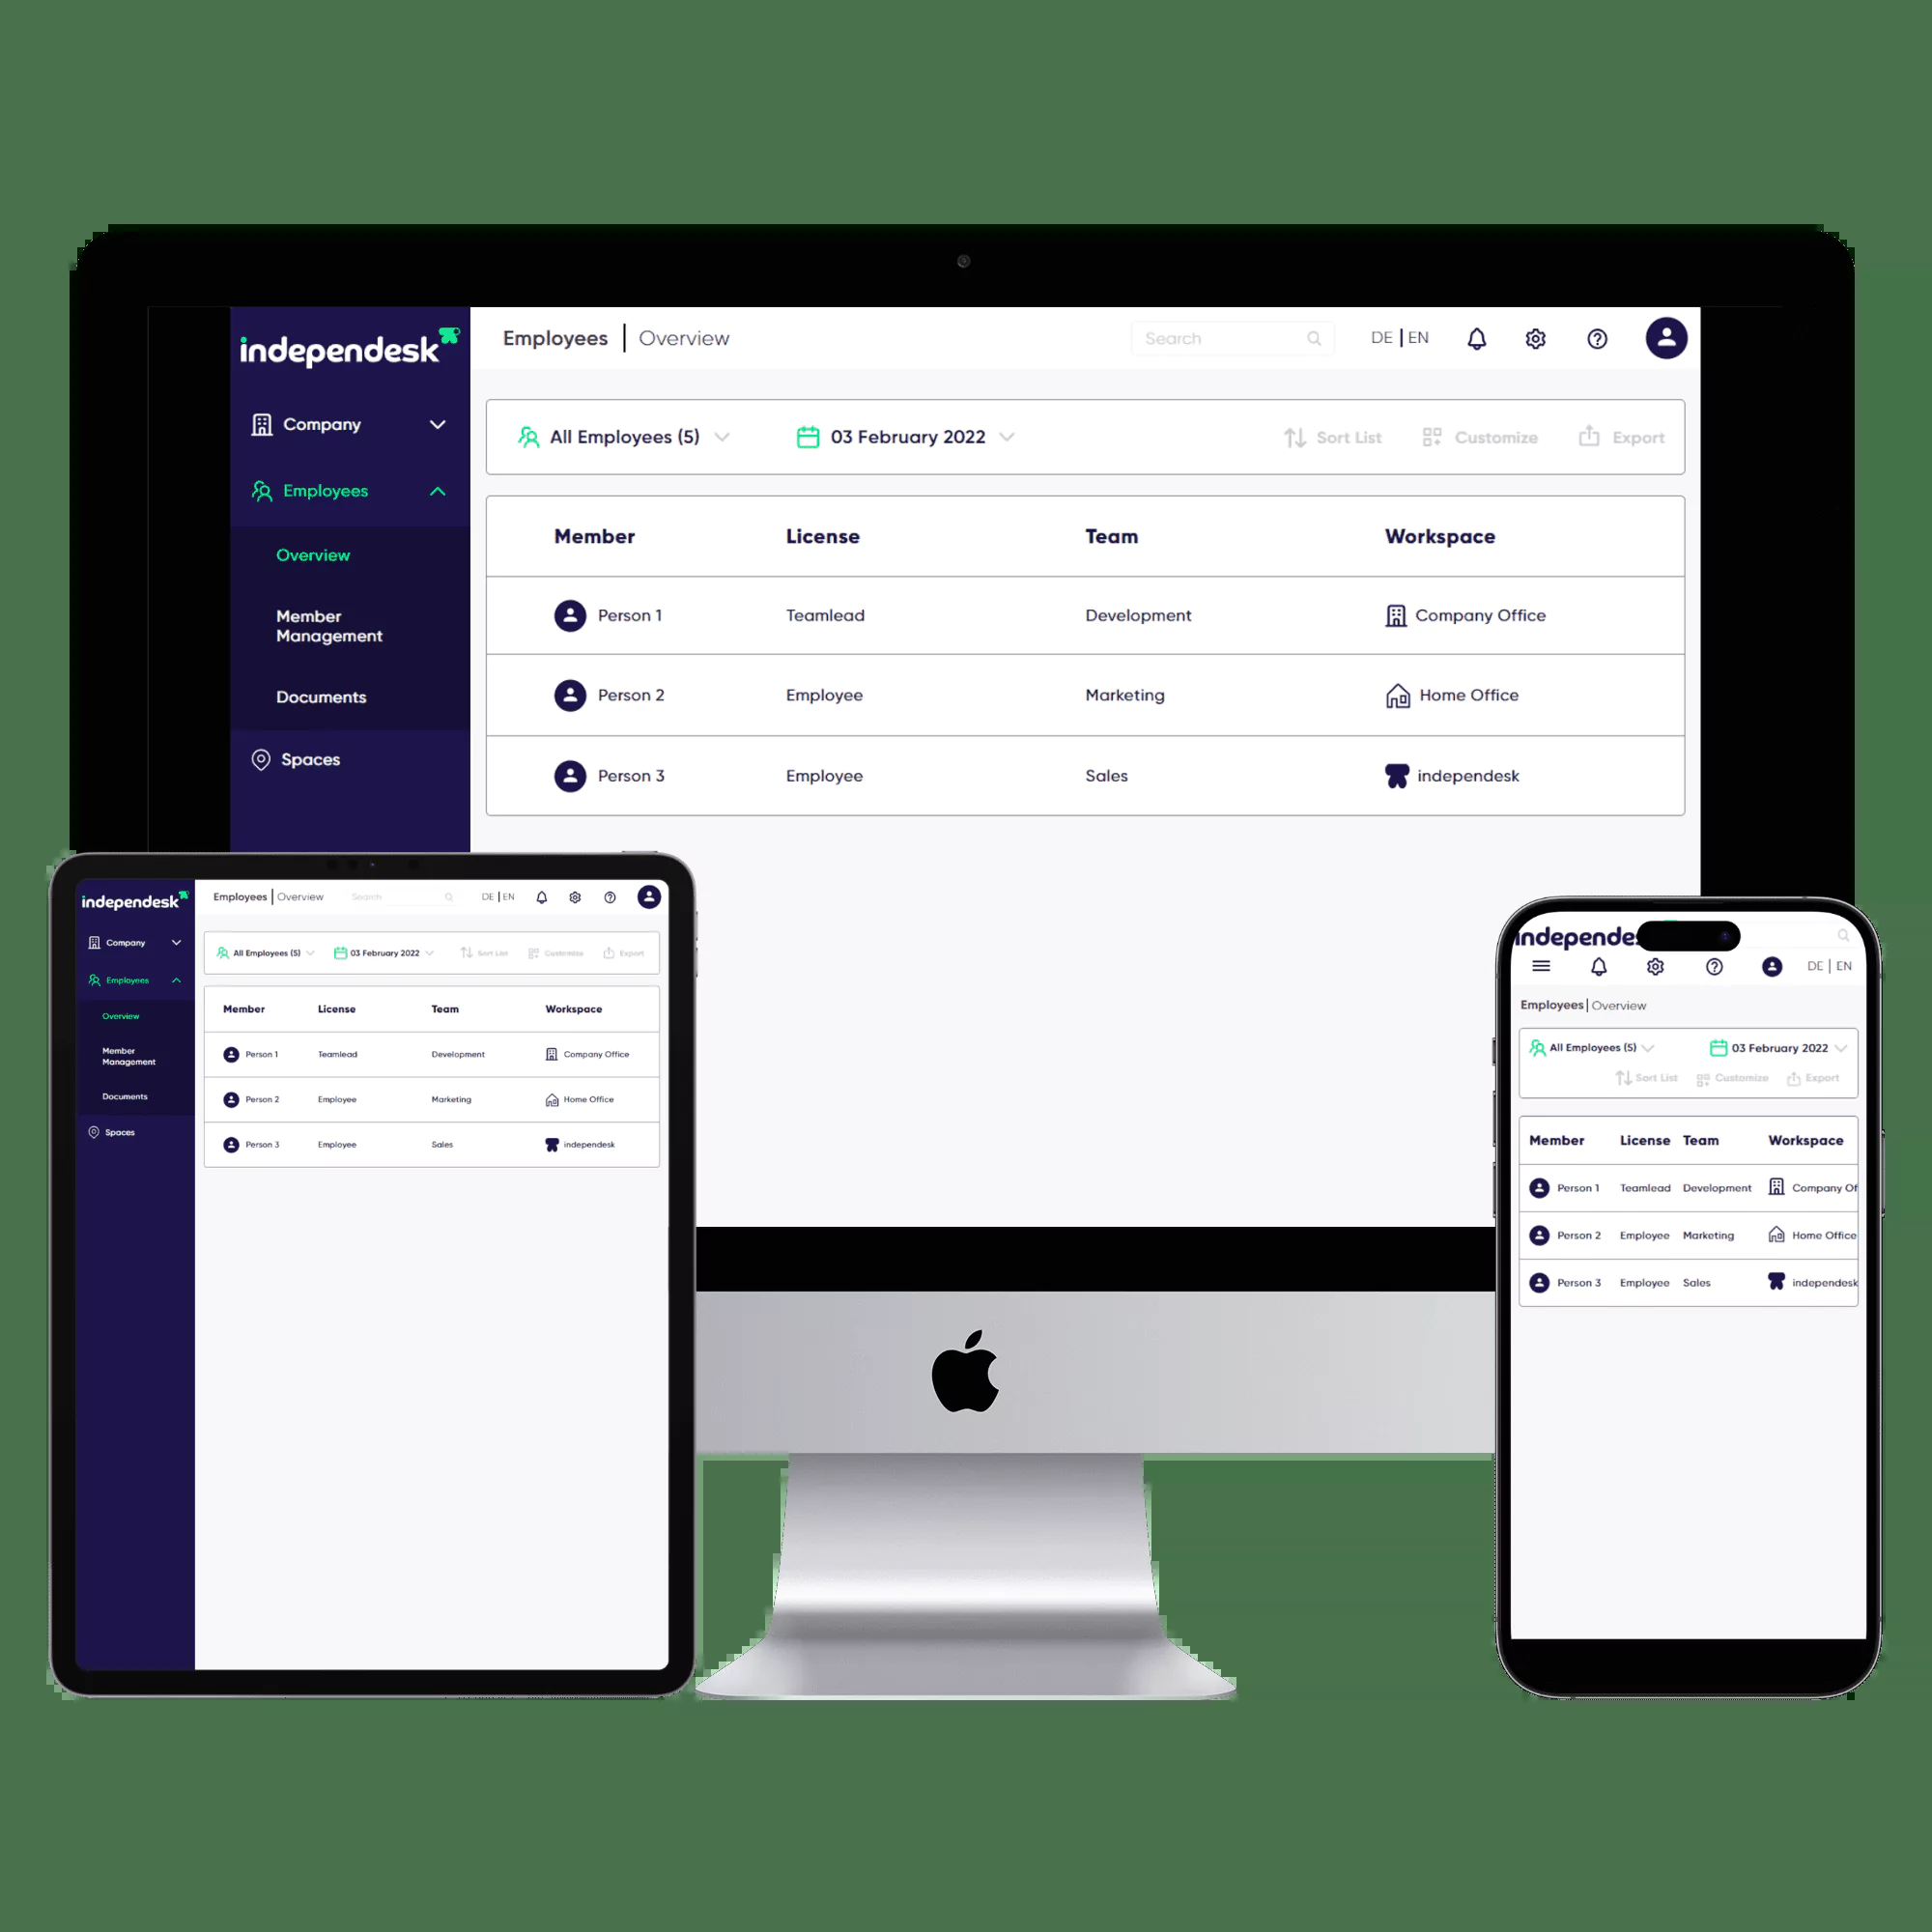 independesk
Employees | Overview
Search
DE | EN
Company
Employees
Overview
Member
Management
Documents
Spaces
All Employees (5)
03 February 2022
Sort List
Customize
Export
Member License Team Workspace
Person 1 Teamlead Development Company Office
Person 2 Employee Marketing Home Office
Person 3 Employee Sales independesk
independesk
Employees | Overview
Search
DE | EN
Company
Employees
Overview
Member
Management
Documents
Spaces
All Employees (5)
03 February 2022
Sort List
Customize
Export
Member License Team Workspace
Person 1 Teamlead Development Company Office
Person 2 Employee Marketing Home Office
Person 3 Employee Sales independesk
independes
DE | EN
Employees | Overview
All Employees (5)
03 February 2022
Sort List
Customize
Export
Member License Team Workspace
Person 1 Teamlead Development Company Of
Person 2 Employee Marketing Home Office
Person 3 Employee Sales independesk